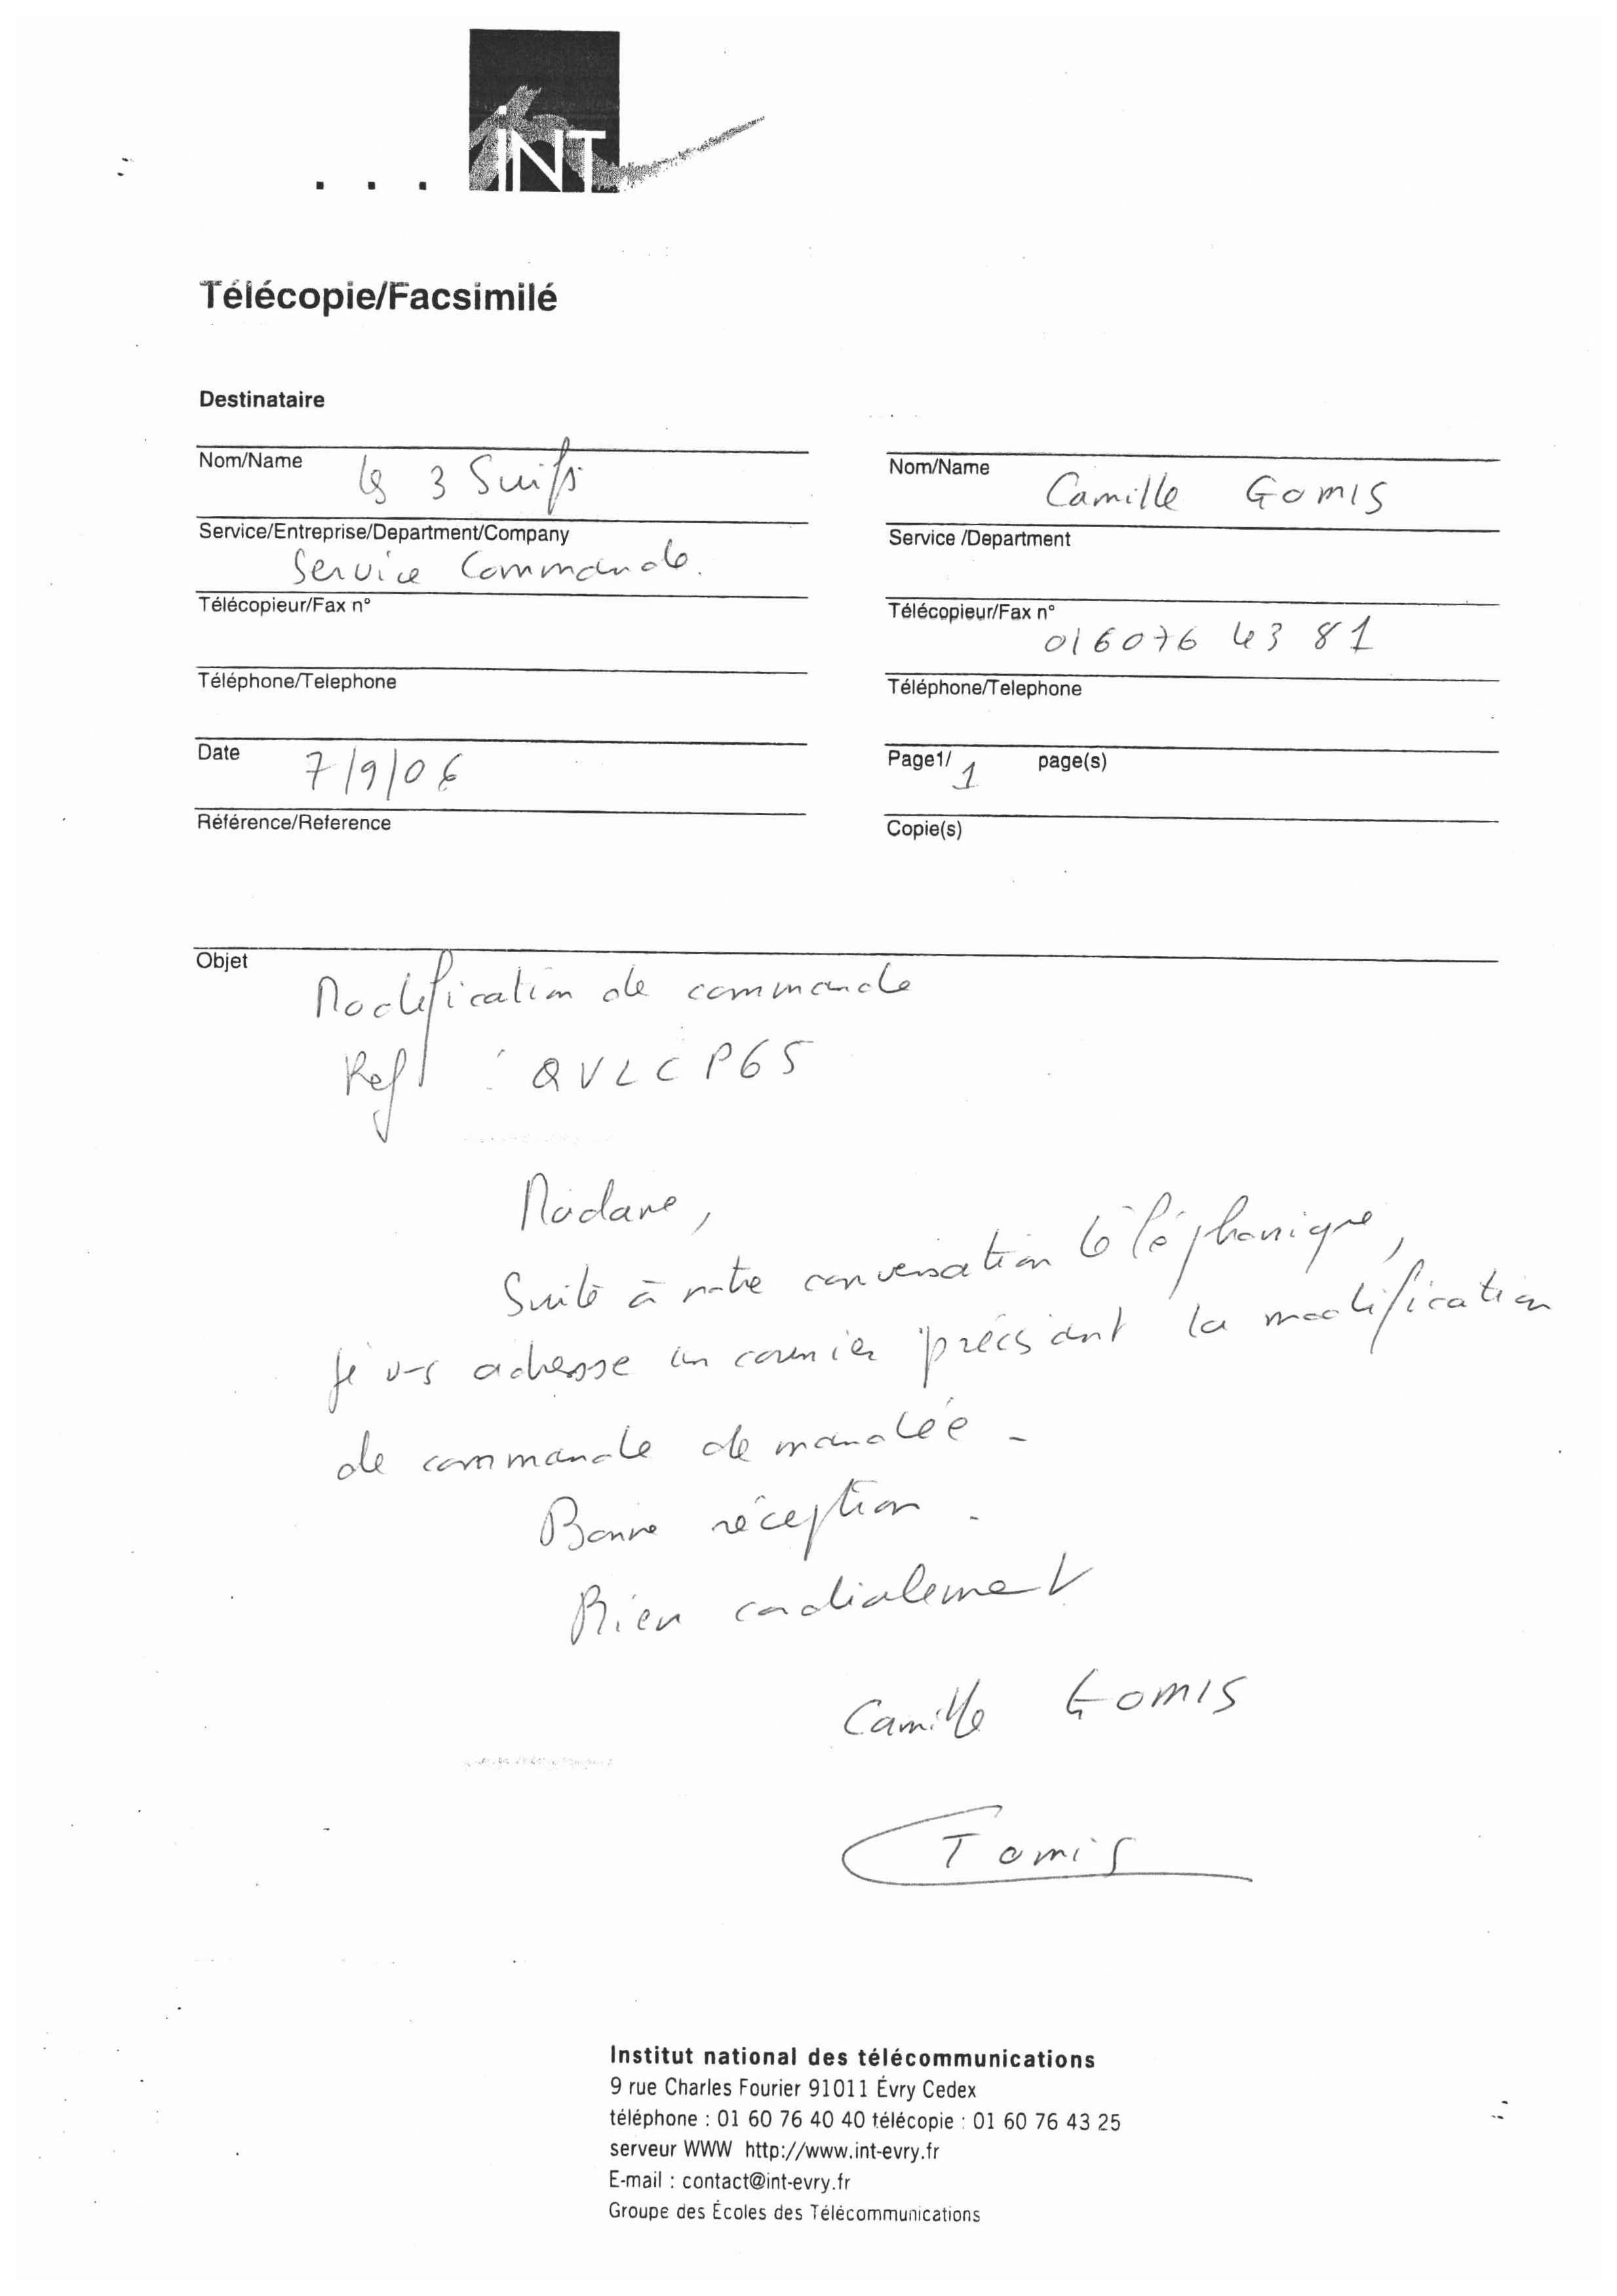 INT
Télécopie/Facsimilé
Destinataire
Nom/Name les 3 Suisses
Nom/Name Camille GOMIS
Service/Entreprise/Department/Company
Service Commande.
Service /Department
Télécopieur/Fax n°
Télécopieur/Fax n°
016076 43 81
Téléphone/Telephone
Téléphone/Telephone
Date 7/9/06
Page1/ 1 page(s)
Référence/Reference
Copie(s)
Objet
Modification de commande
Ref : QVLCP65
Madame,
Suite à notre conversation téléphonique,
je vs adresse un courrier précisant la modification
de commande demandée -
Bonne réception.
Bien cordialement
Camille GOMIS
Gomis
Institut national des télécommunications
9 rue Charles Fourier 91011 Évry Cedex
téléphone : 01 60 76 40 40 télécopie : 01 60 76 43 25
serveur WWW http://www.int-evry.fr
E-mail : contact@int-evry.fr
Groupe des Écoles des Télécommunications